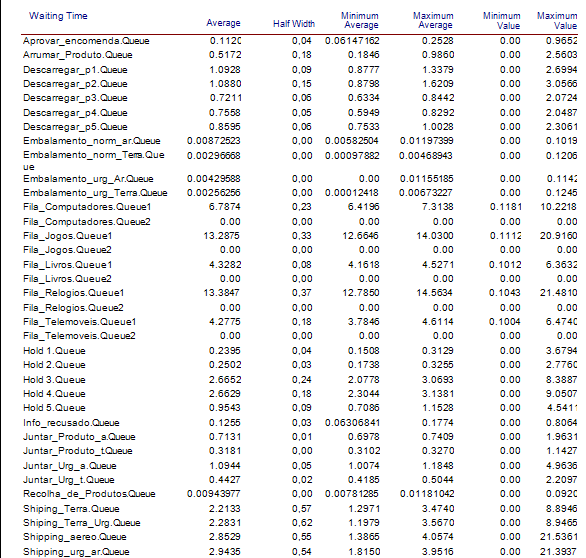 Waiting Time Average Half Width Minimum Average Maximum Average Minimum Value Maximum Value
Aprovar_encomenda.Queue 0.1120 0,04 0.06147162 0.2528 0.00 0.9652
Arrumar_Produto.Queue 0.5172 0,18 0.1846 0.9860 0.00 2.5603
Descarregar_p1.Queue 1.0928 0,09 0.8777 1.3379 0.00 2.6994
Descarregar_p2.Queue 1.0880 0,15 0.8798 1.6209 0.00 3.0566
Descarregar_p3.Queue 0.7211 0,06 0.6334 0.8442 0.00 2.0724
Descarregar_p4.Queue 0.7558 0,05 0.5949 0.8292 0.00 2.0487
Descarregar_p5.Queue 0.8595 0,06 0.7533 1.0028 0.00 2.3061
Embalamento_norm_ar.Queue 0.00872523 0,00 0.00582504 0.01197399 0.00 0.1019
Embalamento_norm_Terra.Que 0.00296668 0,00 0.00097882 0.00468943 0.00 0.1206
ue
Embalamento_urg_Ar.Queue 0.00429588 0,00 0.00 0.01155185 0.00 0.1142
Embalamento_urg_Terra.Queue 0.00256256 0,00 0.00012418 0.00673227 0.00 0.1245
Fila_Computadores.Queue1 6.7874 0,23 6.4196 7.3138 0.1181 10.2218
Fila_Computadores.Queue2 0.00 0,00 0.00 0.00 0.00 0.00
Fila_Jogos.Queue1 13.2875 0,33 12.6646 14.0300 0.1112 20.9160
Fila_Jogos.Queue2 0.00 0,00 0.00 0.00 0.00 0.00
Fila_Livros.Queue1 4.3282 0,08 4.1618 4.5271 0.1012 6.3632
Fila_Livros.Queue2 0.00 0,00 0.00 0.00 0.00 0.00
Fila_Relogios.Queue1 13.3847 0,37 12.7850 14.5634 0.1043 21.4810
Fila_Relogios.Queue2 0.00 0,00 0.00 0.00 0.00 0.00
Fila_Telemoveis.Queue1 4.2775 0,18 3.7846 4.6114 0.1004 6.4740
Fila_Telemoveis.Queue2 0.00 0,00 0.00 0.00 0.00 0.00
Hold 1.Queue 0.2395 0,04 0.1508 0.3129 0.00 3.6794
Hold 2.Queue 0.2502 0,03 0.1738 0.3255 0.00 2.7760
Hold 3.Queue 2.6652 0,24 2.0778 3.0693 0.00 8.3887
Hold 4.Queue 2.6629 0,18 2.3044 3.1381 0.00 9.0507
Hold 5.Queue 0.9543 0,09 0.7086 1.1528 0.00 4.5411
Info_recusado.Queue 0.1255 0,03 0.06306841 0.1774 0.00 0.8064
Juntar_Produto_a.Queue 0.7131 0,01 0.6978 0.7409 0.00 1.9631
Juntar_Produto_t.Queue 0.3181 0,00 0.3102 0.3270 0.00 1.1427
Juntar_Urg_a.Queue 1.0944 0,05 1.0074 1.1848 0.00 4.9636
Juntar_Urg_t.Queue 0.4427 0,02 0.4185 0.5044 0.00 2.2097
Recolha_de_Produtos.Queue 0.00943977 0,00 0.00781285 0.01181042 0.00 0.0920
Shiping_Terra.Queue 2.2133 0,57 1.2971 3.4740 0.00 8.8946
Shiping_Terra_Urg.Queue 2.2831 0,62 1.1979 3.5670 0.00 8.9465
Shipping_aereo.Queue 2.8529 0,55 1.3865 4.0574 0.00 21.5361
Shipping_urg_ar.Queue 2.9435 0,54 1.8150 3.9516 0.00 21.3937